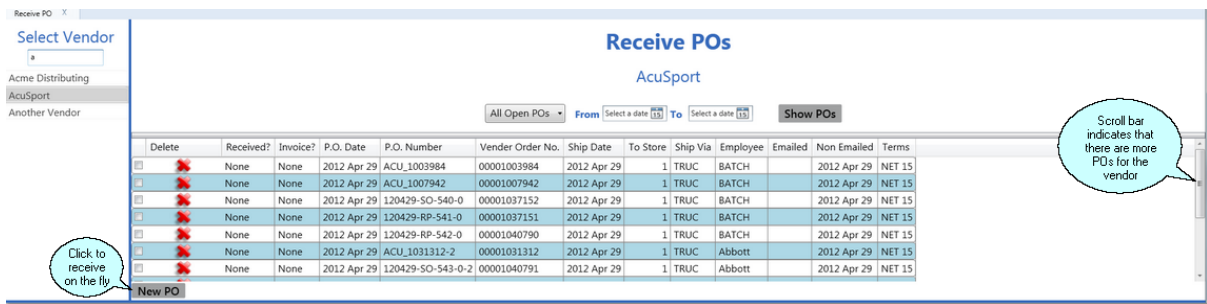 Receive PO X
Select Vendor
a
Acme Distributing
AcuSport
Another Vendor
Receive POs
AcuSport
All Open POs From Select a date 15 To Select a date 15 Show POs
Delete Received? Invoice? P.O. Date P.O. Number Vendor Order No. Ship Date To Store Ship Via Employee Emailed Non Emailed Terms
None None 2012 Apr 29 ACU_1003984 00001003984 2012 Apr 29 1 TRUC BATCH 2012 Apr 29 NET 15
None None 2012 Apr 29 ACU_1007942 00001007942 2012 Apr 29 1 TRUC BATCH 2012 Apr 29 NET 15
None None 2012 Apr 29 120429-SO-540-0 00001037152 2012 Apr 29 1 TRUC BATCH 2012 Apr 29 NET 15
None None 2012 Apr 29 120429-RP-541-0 00001037151 2012 Apr 29 1 TRUC BATCH 2012 Apr 29 NET 15
None None 2012 Apr 29 120429-RP-542-0 00001040790 2012 Apr 29 1 TRUC BATCH 2012 Apr 29 NET 15
None None 2012 Apr 29 ACU_1031312-2 00001031312 2012 Apr 29 1 TRUC Abbott 2012 Apr 29 NET 15
None None 2012 Apr 29 120429-SO-543-0-2 00001040791 2012 Apr 29 1 TRUC Abbott 2012 Apr 29 NET 15
New PO
Click to
receive
on the fly
Scroll bar
indicates that
there are more
POs for the
vendor